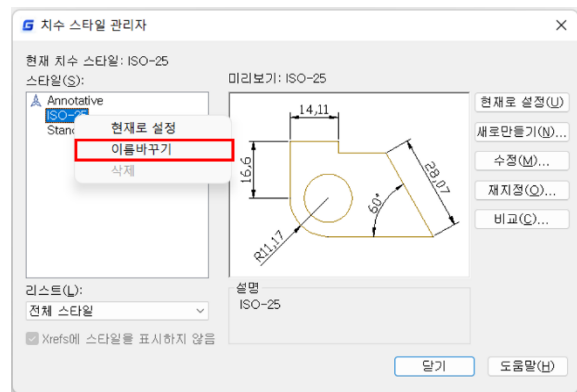 치수 스타일 관리자
현재 치수 스타일: ISO-25
스타일(S):
미리보기: ISO-25
Annotative
ISO-25
현재로 설정
이름바꾸기
삭제
14,11
16,6
28,07
60°
R11,17
현재로 설정(U)
새로만들기(N)...
수정(M)...
재지정(O)...
비교(C)...
리스트(L):
전체 스타일
Xrefs에 스타일을 표시하지 않음
설명
ISO-25
닫기
도움말(H)